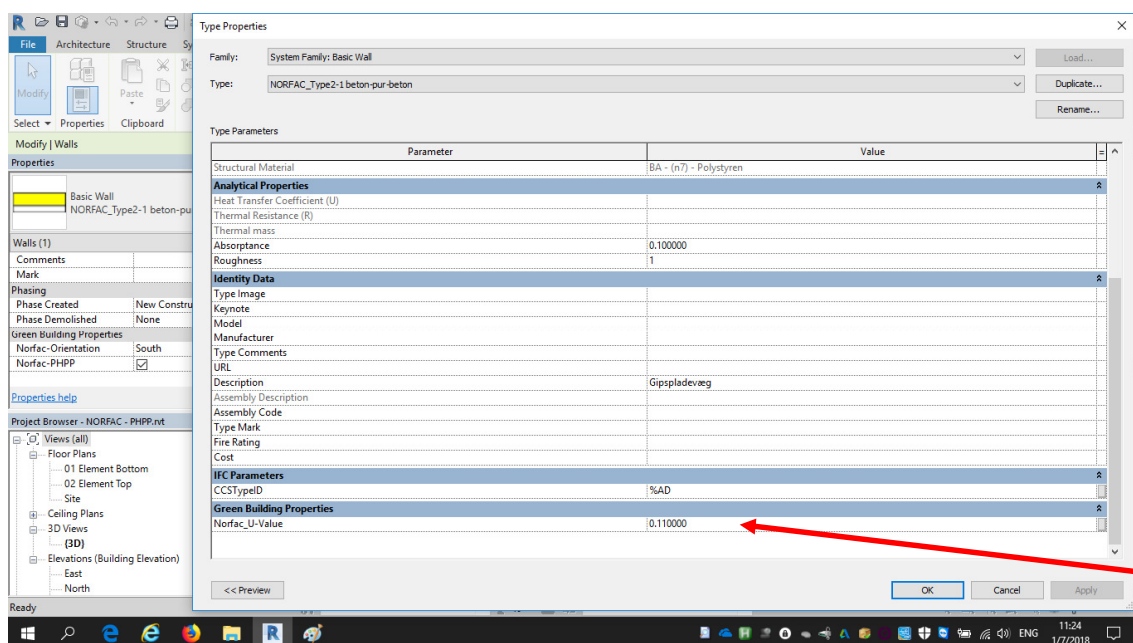 Type Properties
File Architecture Structure Sy
Modify
Paste
Select Properties Clipboard
Modify | Walls
Properties
Basic Wall
NORFAC_Type2-1 beton-pu
Walls (1)
Comments
Mark
Phasing
Phase Created New Constru
Phase Demolished None
Green Building Properties
Norfac-Orientation South
Norfac-PHPP
Properties help
Project Browser - NORFAC - PHPP.rvt
Views (all)
Floor Plans
01 Element Bottom
02 Element Top
Site
Ceiling Plans
3D Views
{3D}
Elevations (Building Elevation)
East
North
Ready
Family: System Family: Basic Wall Load...
Type: NORFAC_Type2-1 beton-pur-beton Duplicate...
Rename...
Type Parameters
Parameter Value =
Structural Material BA - (n7) - Polystyren
Analytical Properties
Heat Transfer Coefficient (U)
Thermal Resistance (R)
Thermal mass
Absorptance 0.100000
Roughness 1
Identity Data
Type Image
Keynote
Model
Manufacturer
Type Comments
URL
Description Gipspladevæg
Assembly Description
Assembly Code
Type Mark
Fire Rating
Cost
IFC Parameters
CCSTypeID %AD
Green Building Properties
Norfac_U-Value 0.110000
<< Preview OK Cancel Apply
ENG 11:24
1/7/2018